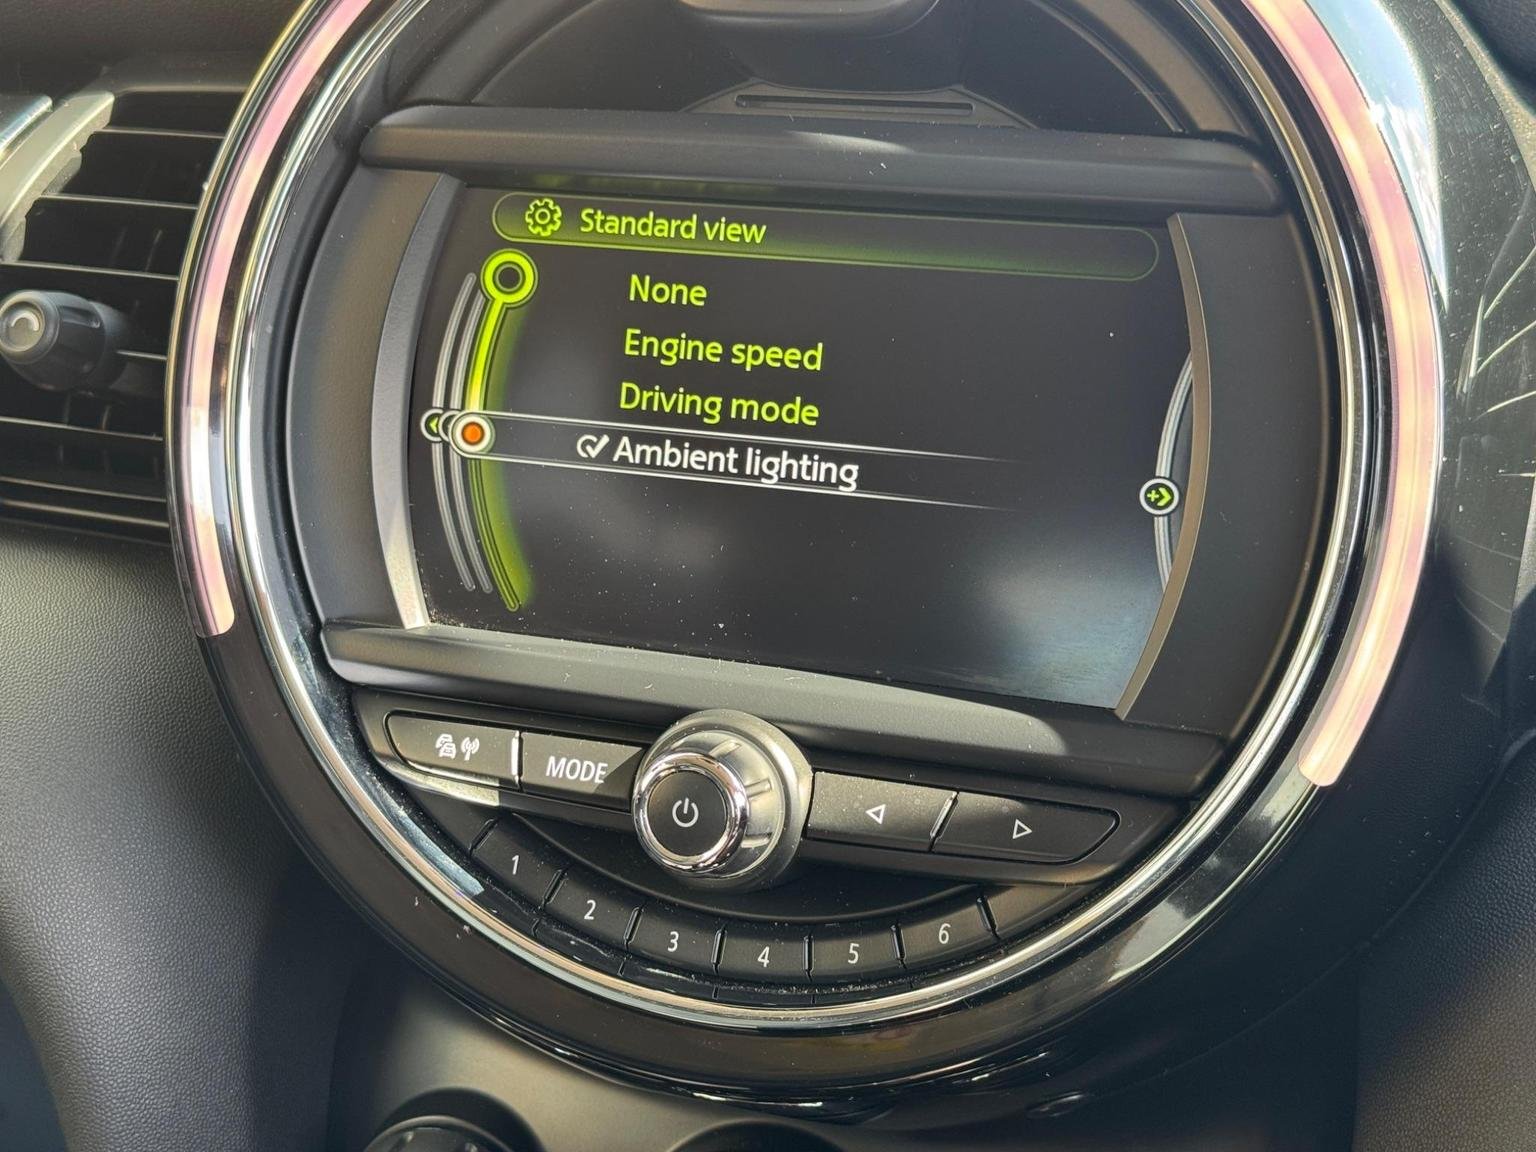 Standard view
None
Engine speed
Driving mode
Ambient lighting
MODE
1
2
3
4
5
6